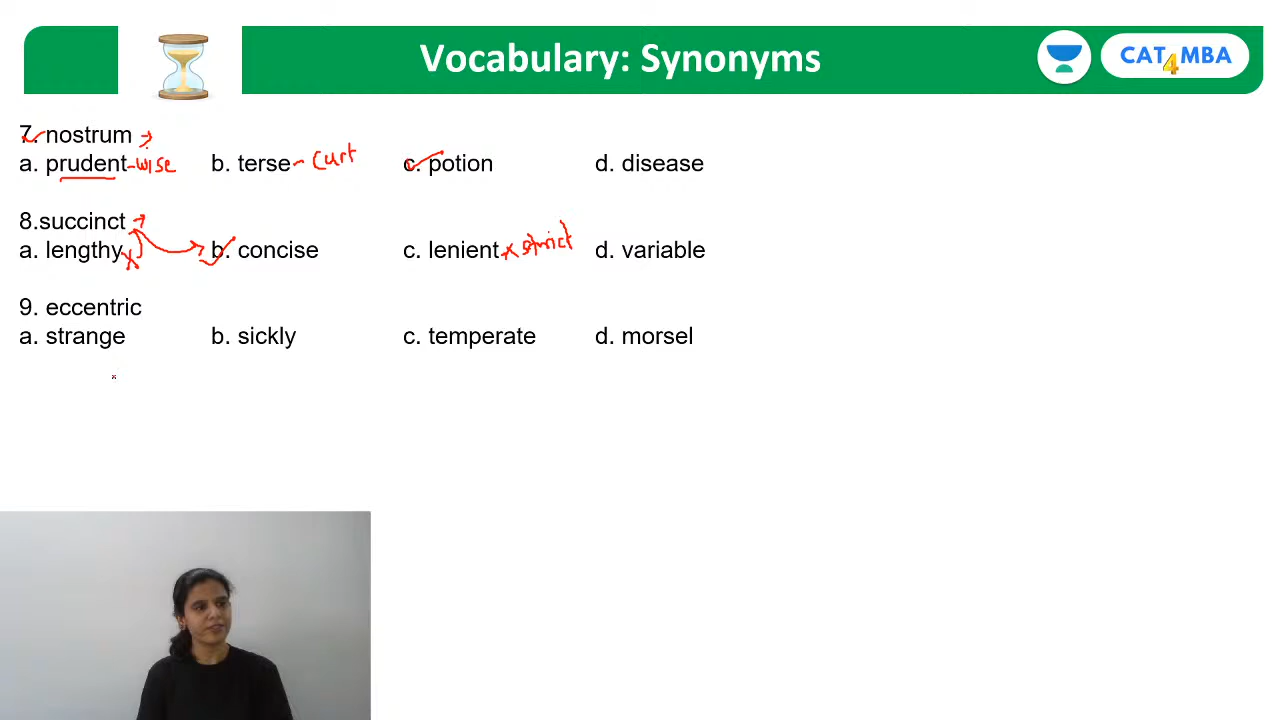 Vocabulary: Synonyms
CAT4MBA
7. nostrum
a. prudent - wise b. terse - curt c. potion d. disease
8.succinct
a. lengthy b. concise c. lenient x strict d. variable
9. eccentric
a. strange b. sickly c. temperate d. morsel